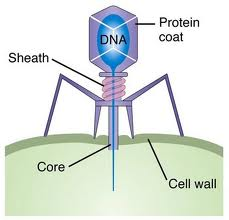 Protein
coat
DNA
Sheath
Core
Cell wall